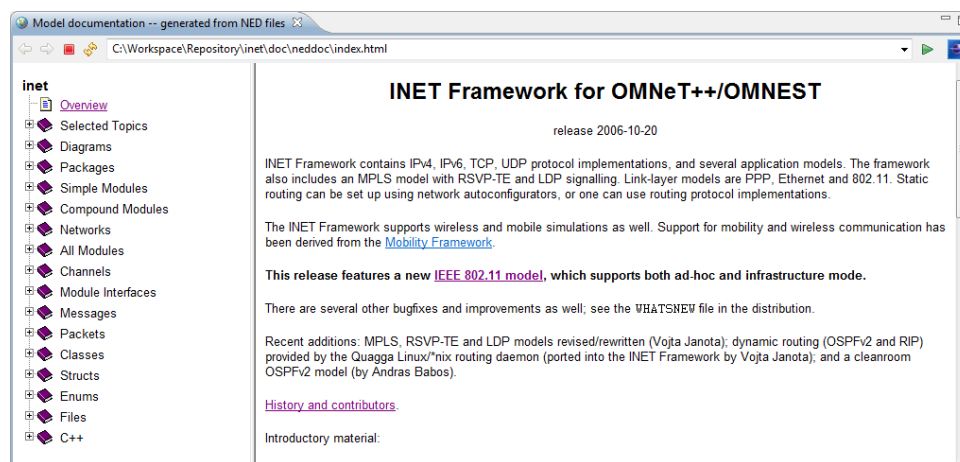 Model documentation -- generated from NED files
C:\Workspace\Repository\inet\doc\neddoc\index.html
inet
Overview
Selected Topics
Diagrams
Packages
Simple Modules
Compound Modules
Networks
All Modules
Channels
Module Interfaces
Messages
Packets
Classes
Structs
Enums
Files
C++
INET Framework for OMNeT++/OMNEST
release 2006-10-20
INET Framework contains IPv4, IPv6, TCP, UDP protocol implementations, and several application models. The framework
also includes an MPLS model with RSVP-TE and LDP signalling. Link-layer models are PPP, Ethernet and 802.11. Static
routing can be set up using network autoconfigurators, or one can use routing protocol implementations.
The INET Framework supports wireless and mobile simulations as well. Support for mobility and wireless communication has
been derived from the Mobility Framework.
This release features a new IEEE 802.11 model, which supports both ad-hoc and infrastructure mode.
There are several other bugfixes and improvements as well; see the WHATSNEW file in the distribution.
Recent additions: MPLS, RSVP-TE and LDP models revised/rewritten (Vojta Janota); dynamic routing (OSPFv2 and RIP)
provided by the Quagga Linux/*nix routing daemon (ported into the INET Framework by Vojta Janota); and a cleanroom
OSPFv2 model (by Andras Babos).
History and contributors.
Introductory material: